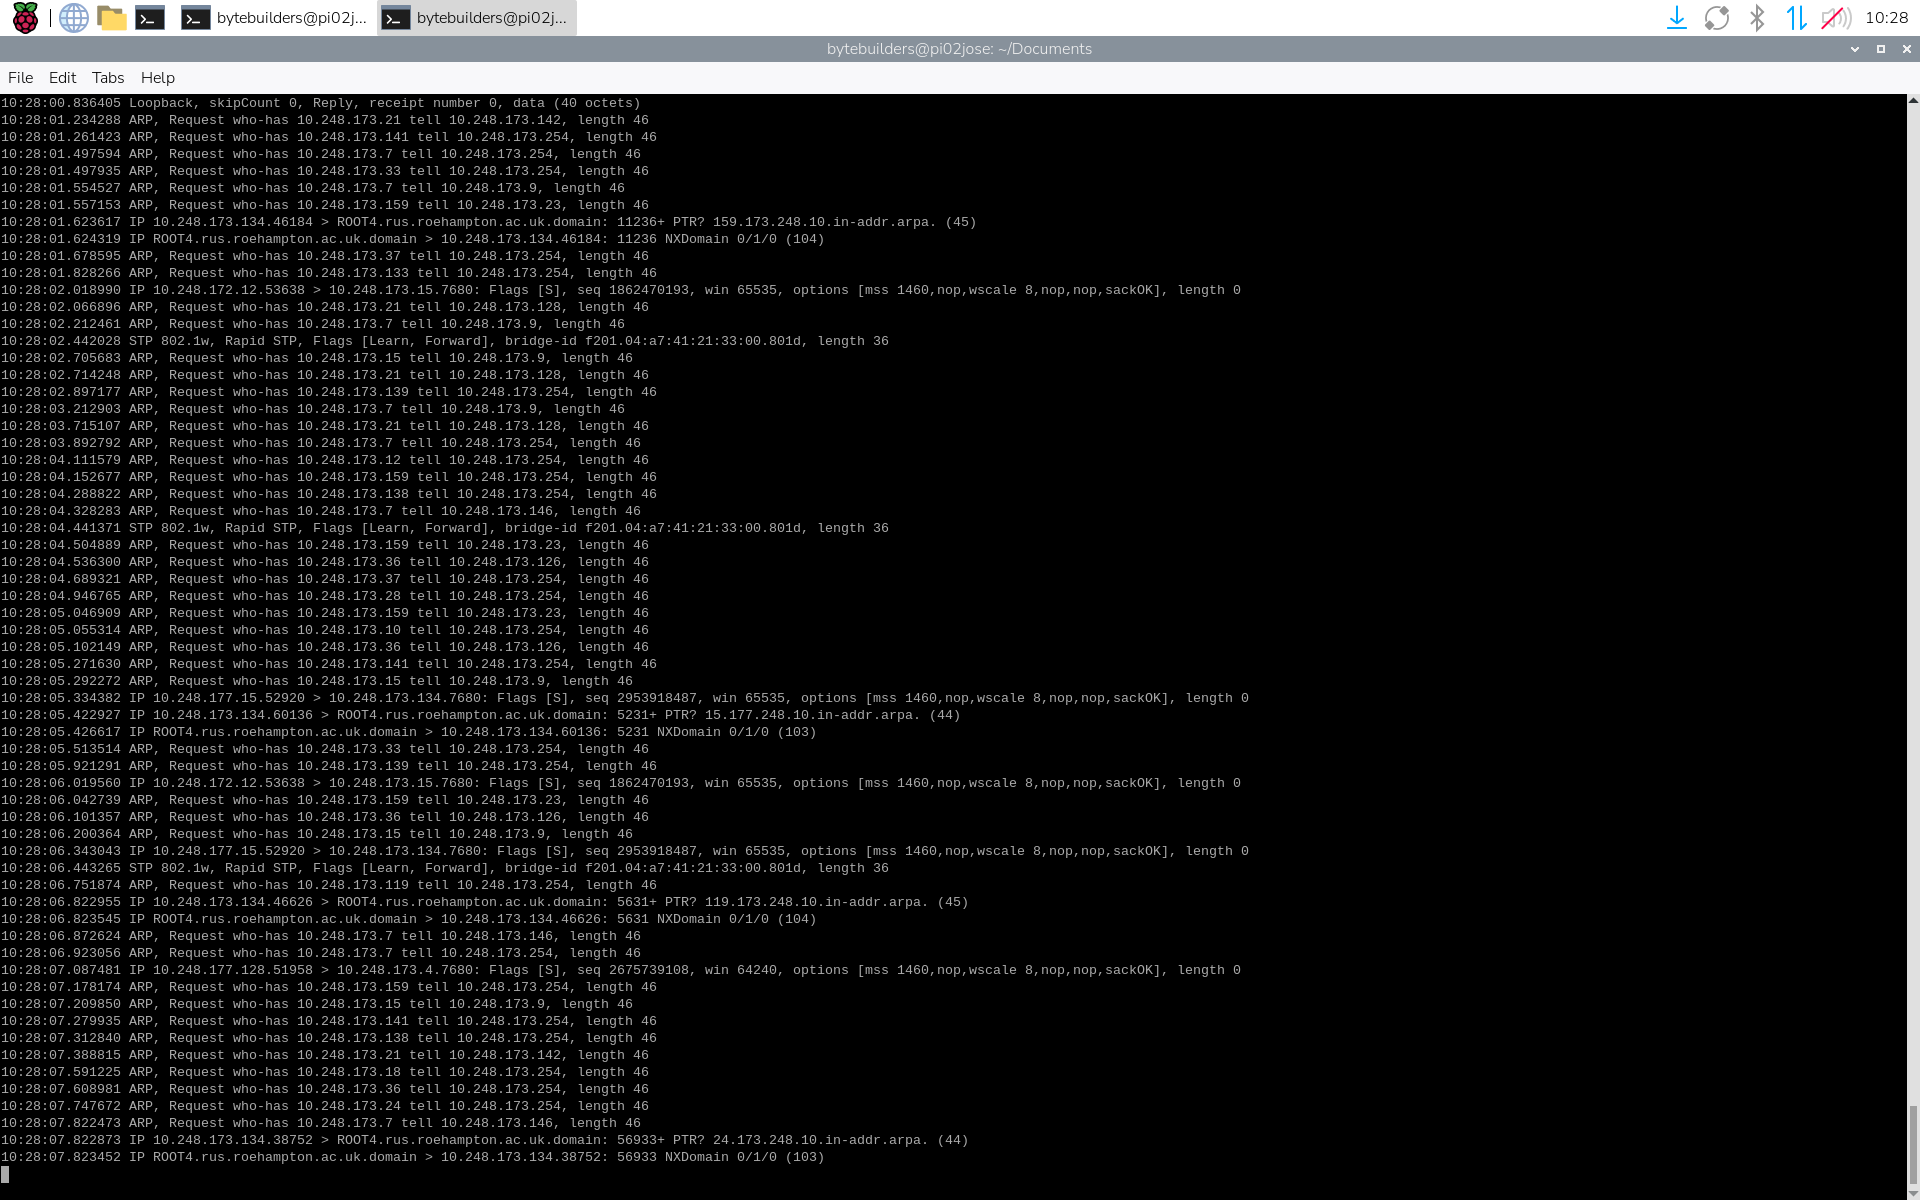 bytebuilders@pi02j... bytebuilders@pi02j... 10:28
bytebuilders@pi02jose: ~/Documents
File Edit Tabs Help
10:28:00.836405 Loopback, skipCount 0, Reply, receipt number 0, data (40 octets)
10:28:01.234288 ARP, Request who-has 10.248.173.21 tell 10.248.173.142, length 46
10:28:01.261423 ARP, Request who-has 10.248.173.141 tell 10.248.173.254, length 46
10:28:01.497594 ARP, Request who-has 10.248.173.7 tell 10.248.173.254, length 46
10:28:01.497935 ARP, Request who-has 10.248.173.33 tell 10.248.173.254, length 46
10:28:01.554527 ARP, Request who-has 10.248.173.7 tell 10.248.173.9, length 46
10:28:01.557153 ARP, Request who-has 10.248.173.159 tell 10.248.173.23, length 46
10:28:01.623617 IP 10.248.173.134.46184 > ROOT4.rus.roehampton.ac.uk.domain: 11236+ PTR? 159.173.248.10.in-addr.arpa. (45)
10:28:01.624319 IP ROOT4.rus.roehampton.ac.uk.domain > 10.248.173.134.46184: 11236 NXDomain 0/1/0 (104)
10:28:01.678595 ARP, Request who-has 10.248.173.37 tell 10.248.173.254, length 46
10:28:01.828266 ARP, Request who-has 10.248.173.133 tell 10.248.173.254, length 46
10:28:02.018990 IP 10.248.172.12.53638 > 10.248.173.15.7680: Flags [S], seq 1862470193, win 65535, options [mss 1460,nop,wscale 8,nop,nop,sackOK], length 0
10:28:02.066896 ARP, Request who-has 10.248.173.21 tell 10.248.173.128, length 46
10:28:02.212461 ARP, Request who-has 10.248.173.7 tell 10.248.173.9, length 46
10:28:02.442028 STP 802.1w, Rapid STP, Flags [Learn, Forward], bridge-id f201.04:a7:41:21:33:00.801d, length 36
10:28:02.705683 ARP, Request who-has 10.248.173.15 tell 10.248.173.9, length 46
10:28:02.714248 ARP, Request who-has 10.248.173.21 tell 10.248.173.128, length 46
10:28:02.897177 ARP, Request who-has 10.248.173.139 tell 10.248.173.254, length 46
10:28:03.212903 ARP, Request who-has 10.248.173.7 tell 10.248.173.9, length 46
10:28:03.715107 ARP, Request who-has 10.248.173.21 tell 10.248.173.128, length 46
10:28:03.892792 ARP, Request who-has 10.248.173.7 tell 10.248.173.254, length 46
10:28:04.111579 ARP, Request who-has 10.248.173.12 tell 10.248.173.254, length 46
10:28:04.152677 ARP, Request who-has 10.248.173.159 tell 10.248.173.254, length 46
10:28:04.288822 ARP, Request who-has 10.248.173.138 tell 10.248.173.254, length 46
10:28:04.328283 ARP, Request who-has 10.248.173.7 tell 10.248.173.146, length 46
10:28:04.441371 STP 802.1w, Rapid STP, Flags [Learn, Forward], bridge-id f201.04:a7:41:21:33:00.801d, length 36
10:28:04.504889 ARP, Request who-has 10.248.173.159 tell 10.248.173.23, length 46
10:28:04.536300 ARP, Request who-has 10.248.173.36 tell 10.248.173.126, length 46
10:28:04.689321 ARP, Request who-has 10.248.173.37 tell 10.248.173.254, length 46
10:28:04.946765 ARP, Request who-has 10.248.173.28 tell 10.248.173.254, length 46
10:28:05.046909 ARP, Request who-has 10.248.173.159 tell 10.248.173.23, length 46
10:28:05.055314 ARP, Request who-has 10.248.173.10 tell 10.248.173.254, length 46
10:28:05.102149 ARP, Request who-has 10.248.173.36 tell 10.248.173.126, length 46
10:28:05.271630 ARP, Request who-has 10.248.173.141 tell 10.248.173.254, length 46
10:28:05.292272 ARP, Request who-has 10.248.173.15 tell 10.248.173.9, length 46
10:28:05.334382 IP 10.248.177.15.52920 > 10.248.173.134.7680: Flags [S], seq 2953918487, win 65535, options [mss 1460,nop,wscale 8,nop,nop,sackOK], length 0
10:28:05.422927 IP 10.248.173.134.60136 > ROOT4.rus.roehampton.ac.uk.domain: 5231+ PTR? 15.177.248.10.in-addr.arpa. (44)
10:28:05.426617 IP ROOT4.rus.roehampton.ac.uk.domain > 10.248.173.134.60136: 5231 NXDomain 0/1/0 (103)
10:28:05.513514 ARP, Request who-has 10.248.173.33 tell 10.248.173.254, length 46
10:28:05.921291 ARP, Request who-has 10.248.173.139 tell 10.248.173.254, length 46
10:28:06.019560 IP 10.248.172.12.53638 > 10.248.173.15.7680: Flags [S], seq 1862470193, win 65535, options [mss 1460,nop,wscale 8,nop,nop,sackOK], length 0
10:28:06.042739 ARP, Request who-has 10.248.173.159 tell 10.248.173.23, length 46
10:28:06.101357 ARP, Request who-has 10.248.173.36 tell 10.248.173.126, length 46
10:28:06.200364 ARP, Request who-has 10.248.173.15 tell 10.248.173.9, length 46
10:28:06.343043 IP 10.248.177.15.52920 > 10.248.173.134.7680: Flags [S], seq 2953918487, win 65535, options [mss 1460,nop,wscale 8,nop,nop,sackOK], length 0
10:28:06.443265 STP 802.1w, Rapid STP, Flags [Learn, Forward], bridge-id f201.04:a7:41:21:33:00.801d, length 36
10:28:06.751874 ARP, Request who-has 10.248.173.119 tell 10.248.173.254, length 46
10:28:06.822955 IP 10.248.173.134.46626 > ROOT4.rus.roehampton.ac.uk.domain: 5631+ PTR? 119.173.248.10.in-addr.arpa. (45)
10:28:06.823545 IP ROOT4.rus.roehampton.ac.uk.domain > 10.248.173.134.46626: 5631 NXDomain 0/1/0 (104)
10:28:06.872624 ARP, Request who-has 10.248.173.7 tell 10.248.173.146, length 46
10:28:06.923056 ARP, Request who-has 10.248.173.7 tell 10.248.173.254, length 46
10:28:07.087481 IP 10.248.177.128.51958 > 10.248.173.4.7680: Flags [S], seq 2675739108, win 64240, options [mss 1460,nop,wscale 8,nop,nop,sackOK], length 0
10:28:07.178174 ARP, Request who-has 10.248.173.159 tell 10.248.173.254, length 46
10:28:07.209850 ARP, Request who-has 10.248.173.15 tell 10.248.173.9, length 46
10:28:07.279935 ARP, Request who-has 10.248.173.141 tell 10.248.173.254, length 46
10:28:07.312840 ARP, Request who-has 10.248.173.138 tell 10.248.173.254, length 46
10:28:07.388815 ARP, Request who-has 10.248.173.21 tell 10.248.173.142, length 46
10:28:07.591225 ARP, Request who-has 10.248.173.18 tell 10.248.173.254, length 46
10:28:07.608981 ARP, Request who-has 10.248.173.36 tell 10.248.173.254, length 46
10:28:07.747672 ARP, Request who-has 10.248.173.24 tell 10.248.173.254, length 46
10:28:07.822473 ARP, Request who-has 10.248.173.7 tell 10.248.173.146, length 46
10:28:07.822873 IP 10.248.173.134.38752 > ROOT4.rus.roehampton.ac.uk.domain: 56933+ PTR? 24.173.248.10.in-addr.arpa. (44)
10:28:07.823452 IP ROOT4.rus.roehampton.ac.uk.domain > 10.248.173.134.38752: 56933 NXDomain 0/1/0 (103)